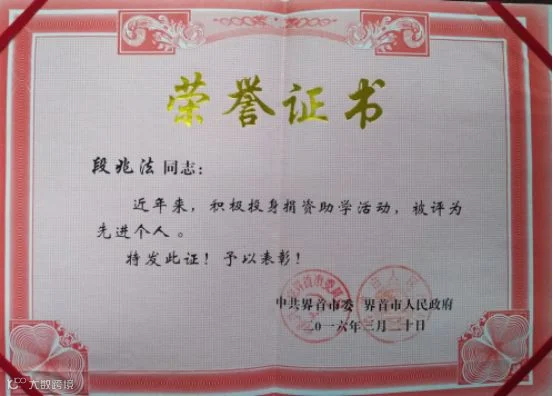 荣誉证书
段兆法 同志：
近年来，积极投身捐资助学活动，被评为
先进个人。
特发此证！予以表彰！
中共界首市委 界首市人民政府
二〇一六年三月二十日
大数跨境